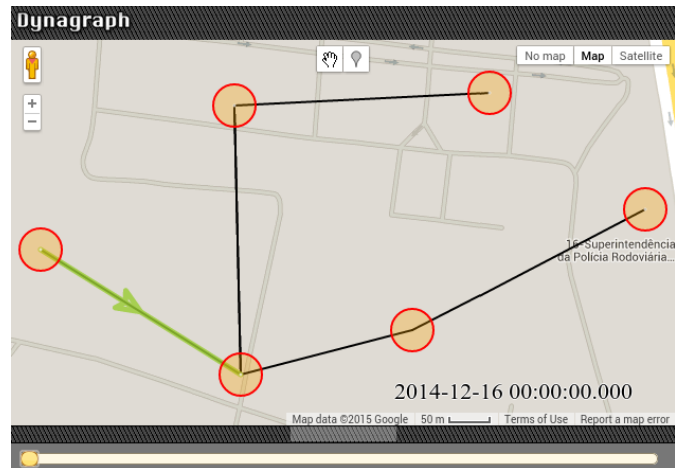 Dynagraph
No map Map Satellite
+
−
16-Superintendência
da Polícia Rodoviária...
2014-12-16 00:00:00.000
Map data ©2015 Google 50 m Terms of Use Report a map error